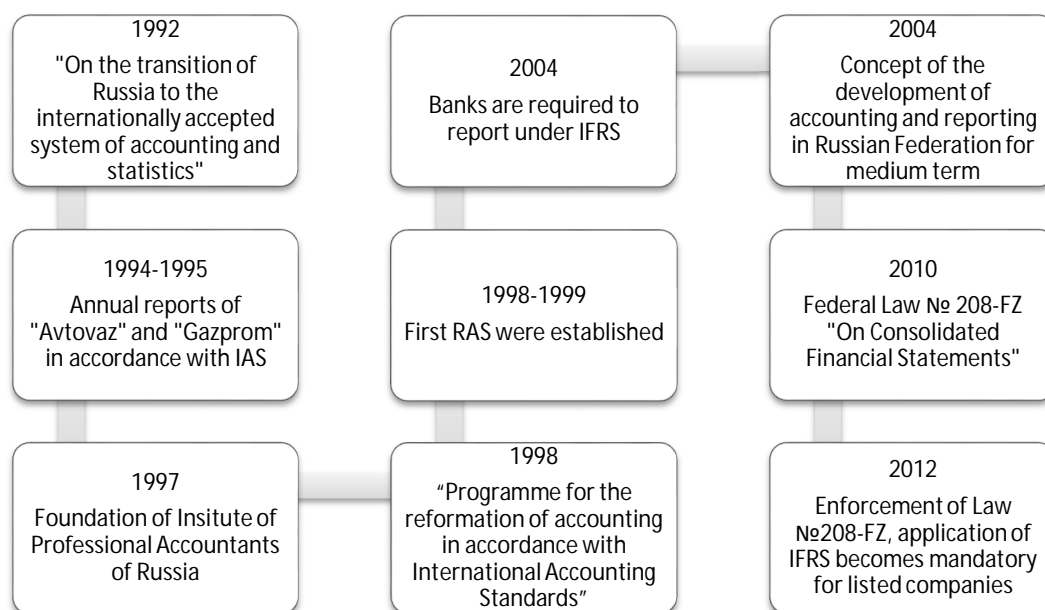 1992
"On the transition of
Russia to the
internationally accepted
system of accounting and
statistics"
1994-1995
Annual reports of
"Avtovaz" and "Gazprom"
in accordance with IAS
1997
Foundation of Insitute of
Professional Accountants
of Russia
1998
“Programme for the
reformation of accounting
in accordance with
International Accounting
Standards”
1998-1999
First RAS were established
2004
Banks are required to
report under IFRS
2004
Concept of the
development of
accounting and reporting
in Russian Federation for
medium term
2010
Federal Law № 208-FZ
"On Consolidated
Financial Statements"
2012
Enforcement of Law
№208-FZ, application of
IFRS becomes mandatory
for listed companies